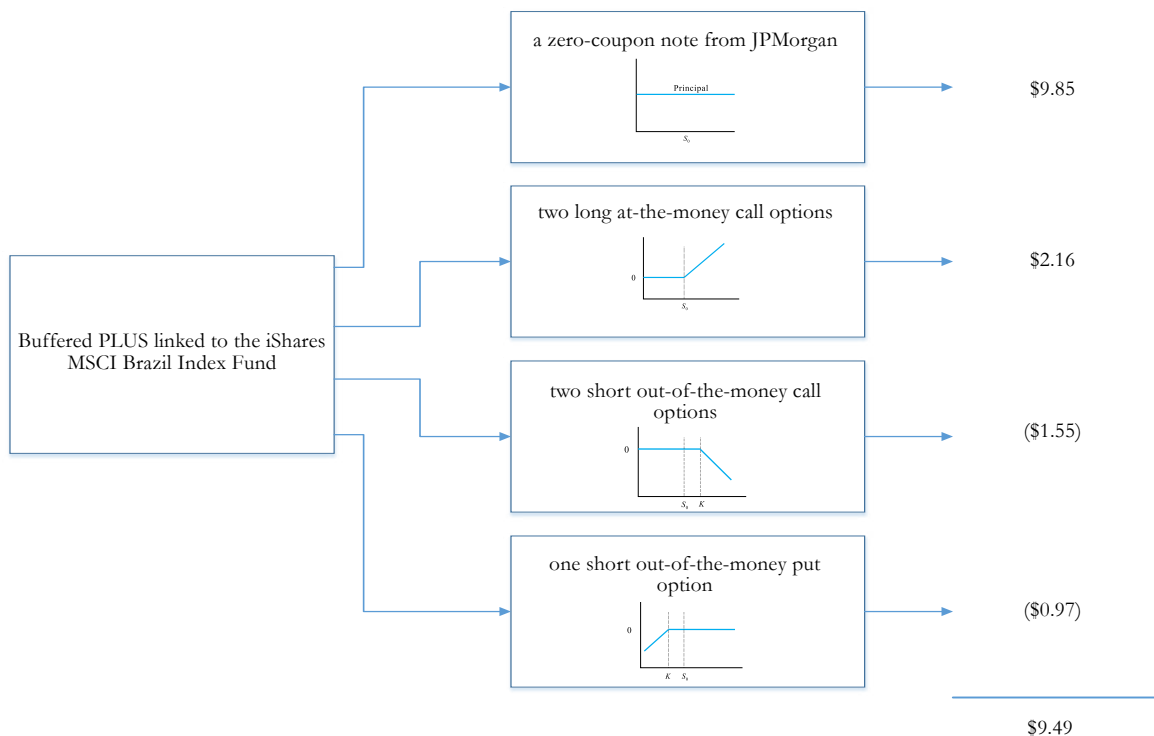 a zero-coupon note from JPMorgan
Principal
S₀
$9.85
two long at-the-money call options
0
S₀
$2.16
Buffered PLUS linked to the iShares
MSCI Brazil Index Fund
two short out-of-the-money call
options
0
S₀ K
($1.55)
one short out-of-the-money put
option
0
K S₀
($0.97)
$9.49